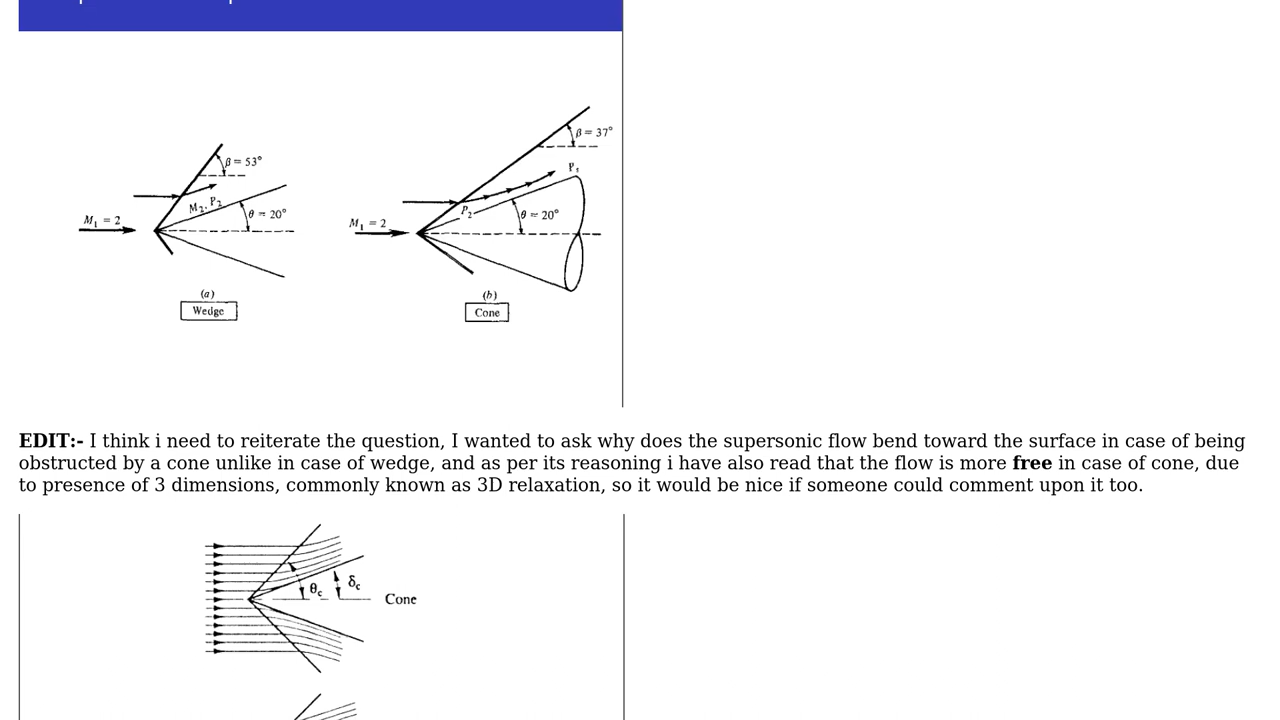 β = 37°
β = 53°
P₁
M₂, P₂
P₂
θ = 20°
θ = 20°
M₁ = 2
M₁ = 2
(a)
(b)
Wedge
Cone
EDIT:- I think i need to reiterate the question, I wanted to ask why does the supersonic flow bend toward the surface in case of being
obstructed by a cone unlike in case of wedge, and as per its reasoning i have also read that the flow is more free in case of cone, due
to presence of 3 dimensions, commonly known as 3D relaxation, so it would be nice if someone could comment upon it too.
θc
δc
Cone